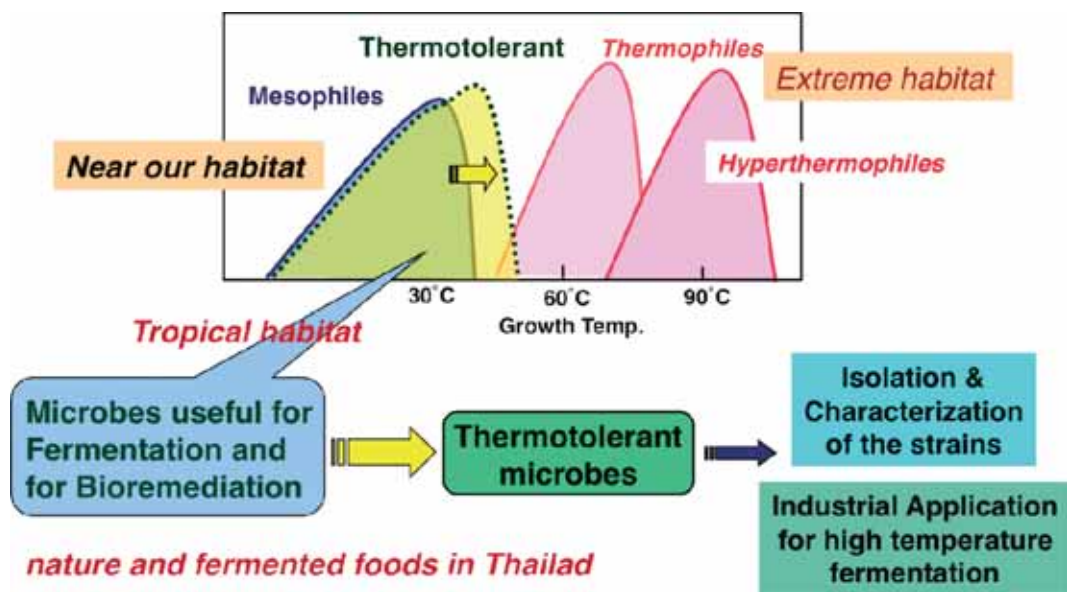 Thermotolerant
Thermophiles
Mesophiles
Extreme habitat
Near our habitat
Hyperthermophiles
30°C
60°C
90°C
Growth Temp.
Tropical habitat
Microbes useful for
Fermentation and
for Bioremediation
Thermotolerant
microbes
Isolation &
Characterization
of the strains
Industrial Application
for high temperature
fermentation
nature and fermented foods in Thailad